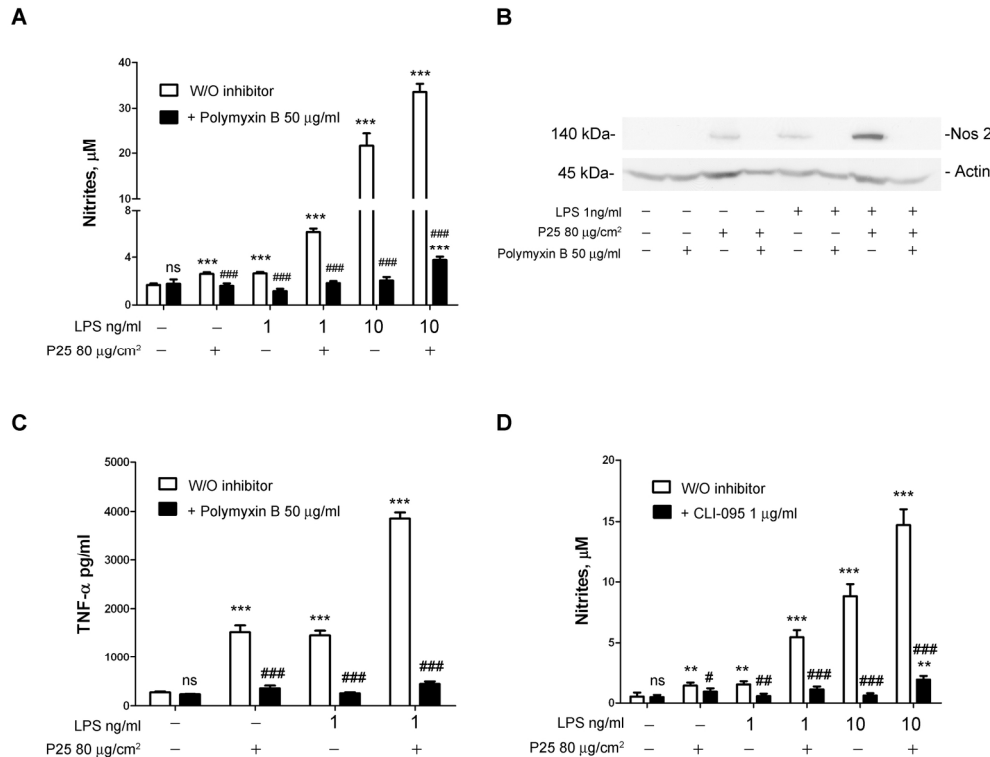 A
Nitrites, µM
40
30
20
10
8
4
0
W/O inhibitor
+ Polymyxin B 50 µg/ml
ns
***
###
***
###
***
###
***
###
***
###
***
LPS ng/ml – – 1 1 10 10
P25 80 µg/cm² – + – + – +
B
140 kDa- -Nos 2
45 kDa- - Actin
LPS 1ng/ml – – – – + + + +
P25 80 µg/cm² – – + + – – + +
Polymyxin B 50 µg/ml – + – + – + – +
C
TNF-α pg/ml
5000
4000
3000
2000
1000
0
W/O inhibitor
+ Polymyxin B 50 µg/ml
ns
***
###
***
###
***
###
LPS ng/ml – – 1 1
P25 80 µg/cm² – + – +
D
Nitrites, µM
20
15
10
5
0
W/O inhibitor
+ CLI-095 1 µg/ml
ns
**
#
**
##
***
###
***
###
***
###
**
LPS ng/ml – – 1 1 10 10
P25 80 µg/cm² – + – + – +